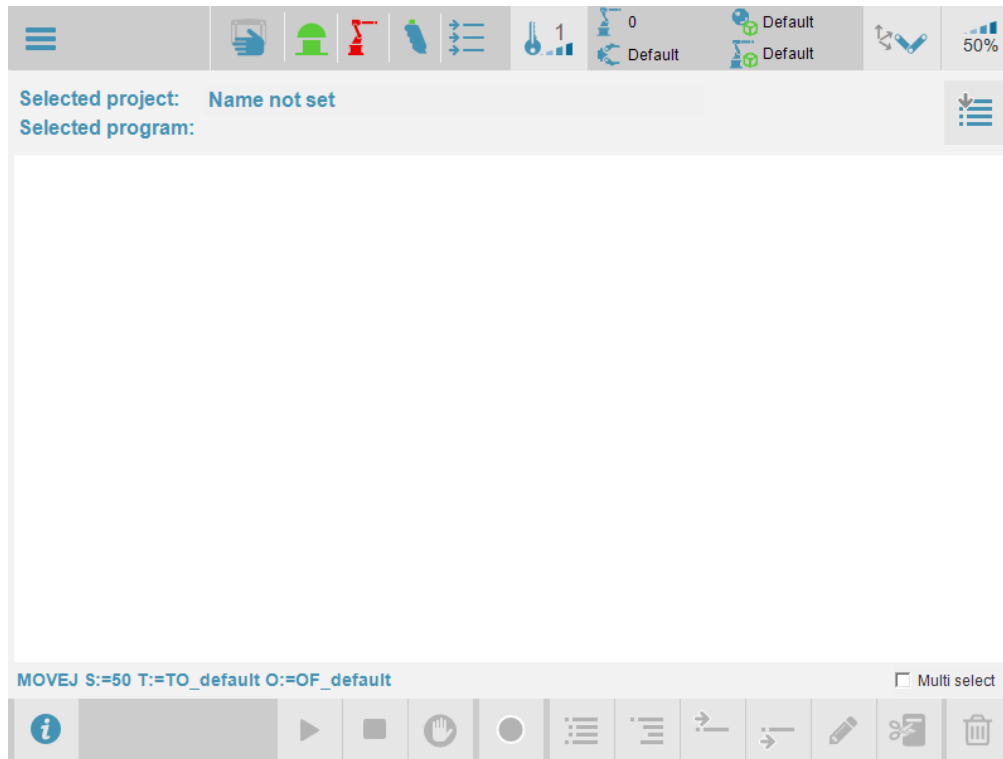 1
0
Default
Default
Default
50%
Selected project: Name not set
Selected program:
MOVEJ S:=50 T:=TO_default O:=OF_default
Multi select
i